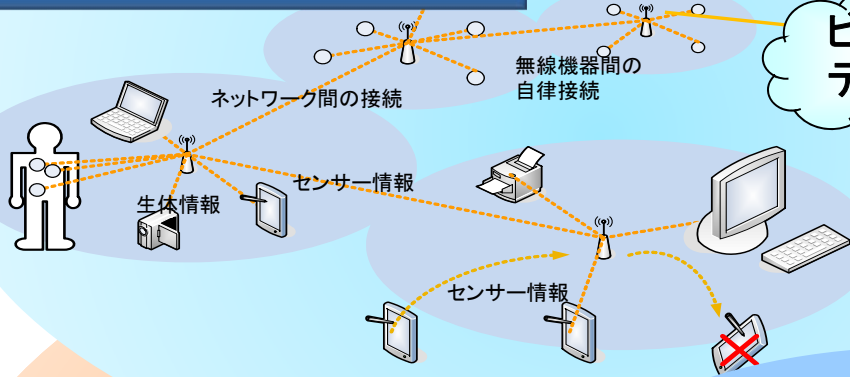 無線機器間の
自律接続
ネットワーク間の接続
センサー情報
生体情報
センサー情報